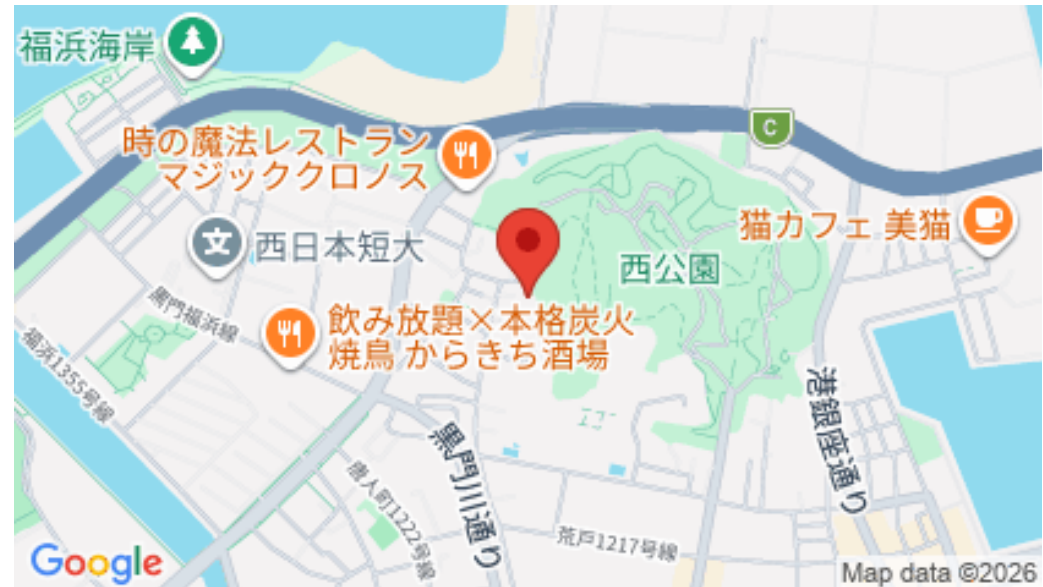 福浜海岸
C
時の魔法レストラン
マジッククロノス
西日本短大
猫カフェ 美猫
西公園
黒門福浜線
飲み放題×本格炭火
焼鳥 からきち酒場
福浜1355号線
港銀座通り
黒門川通り
唐人町1222号線
荒戸1217号線
Google
Map data ©2026